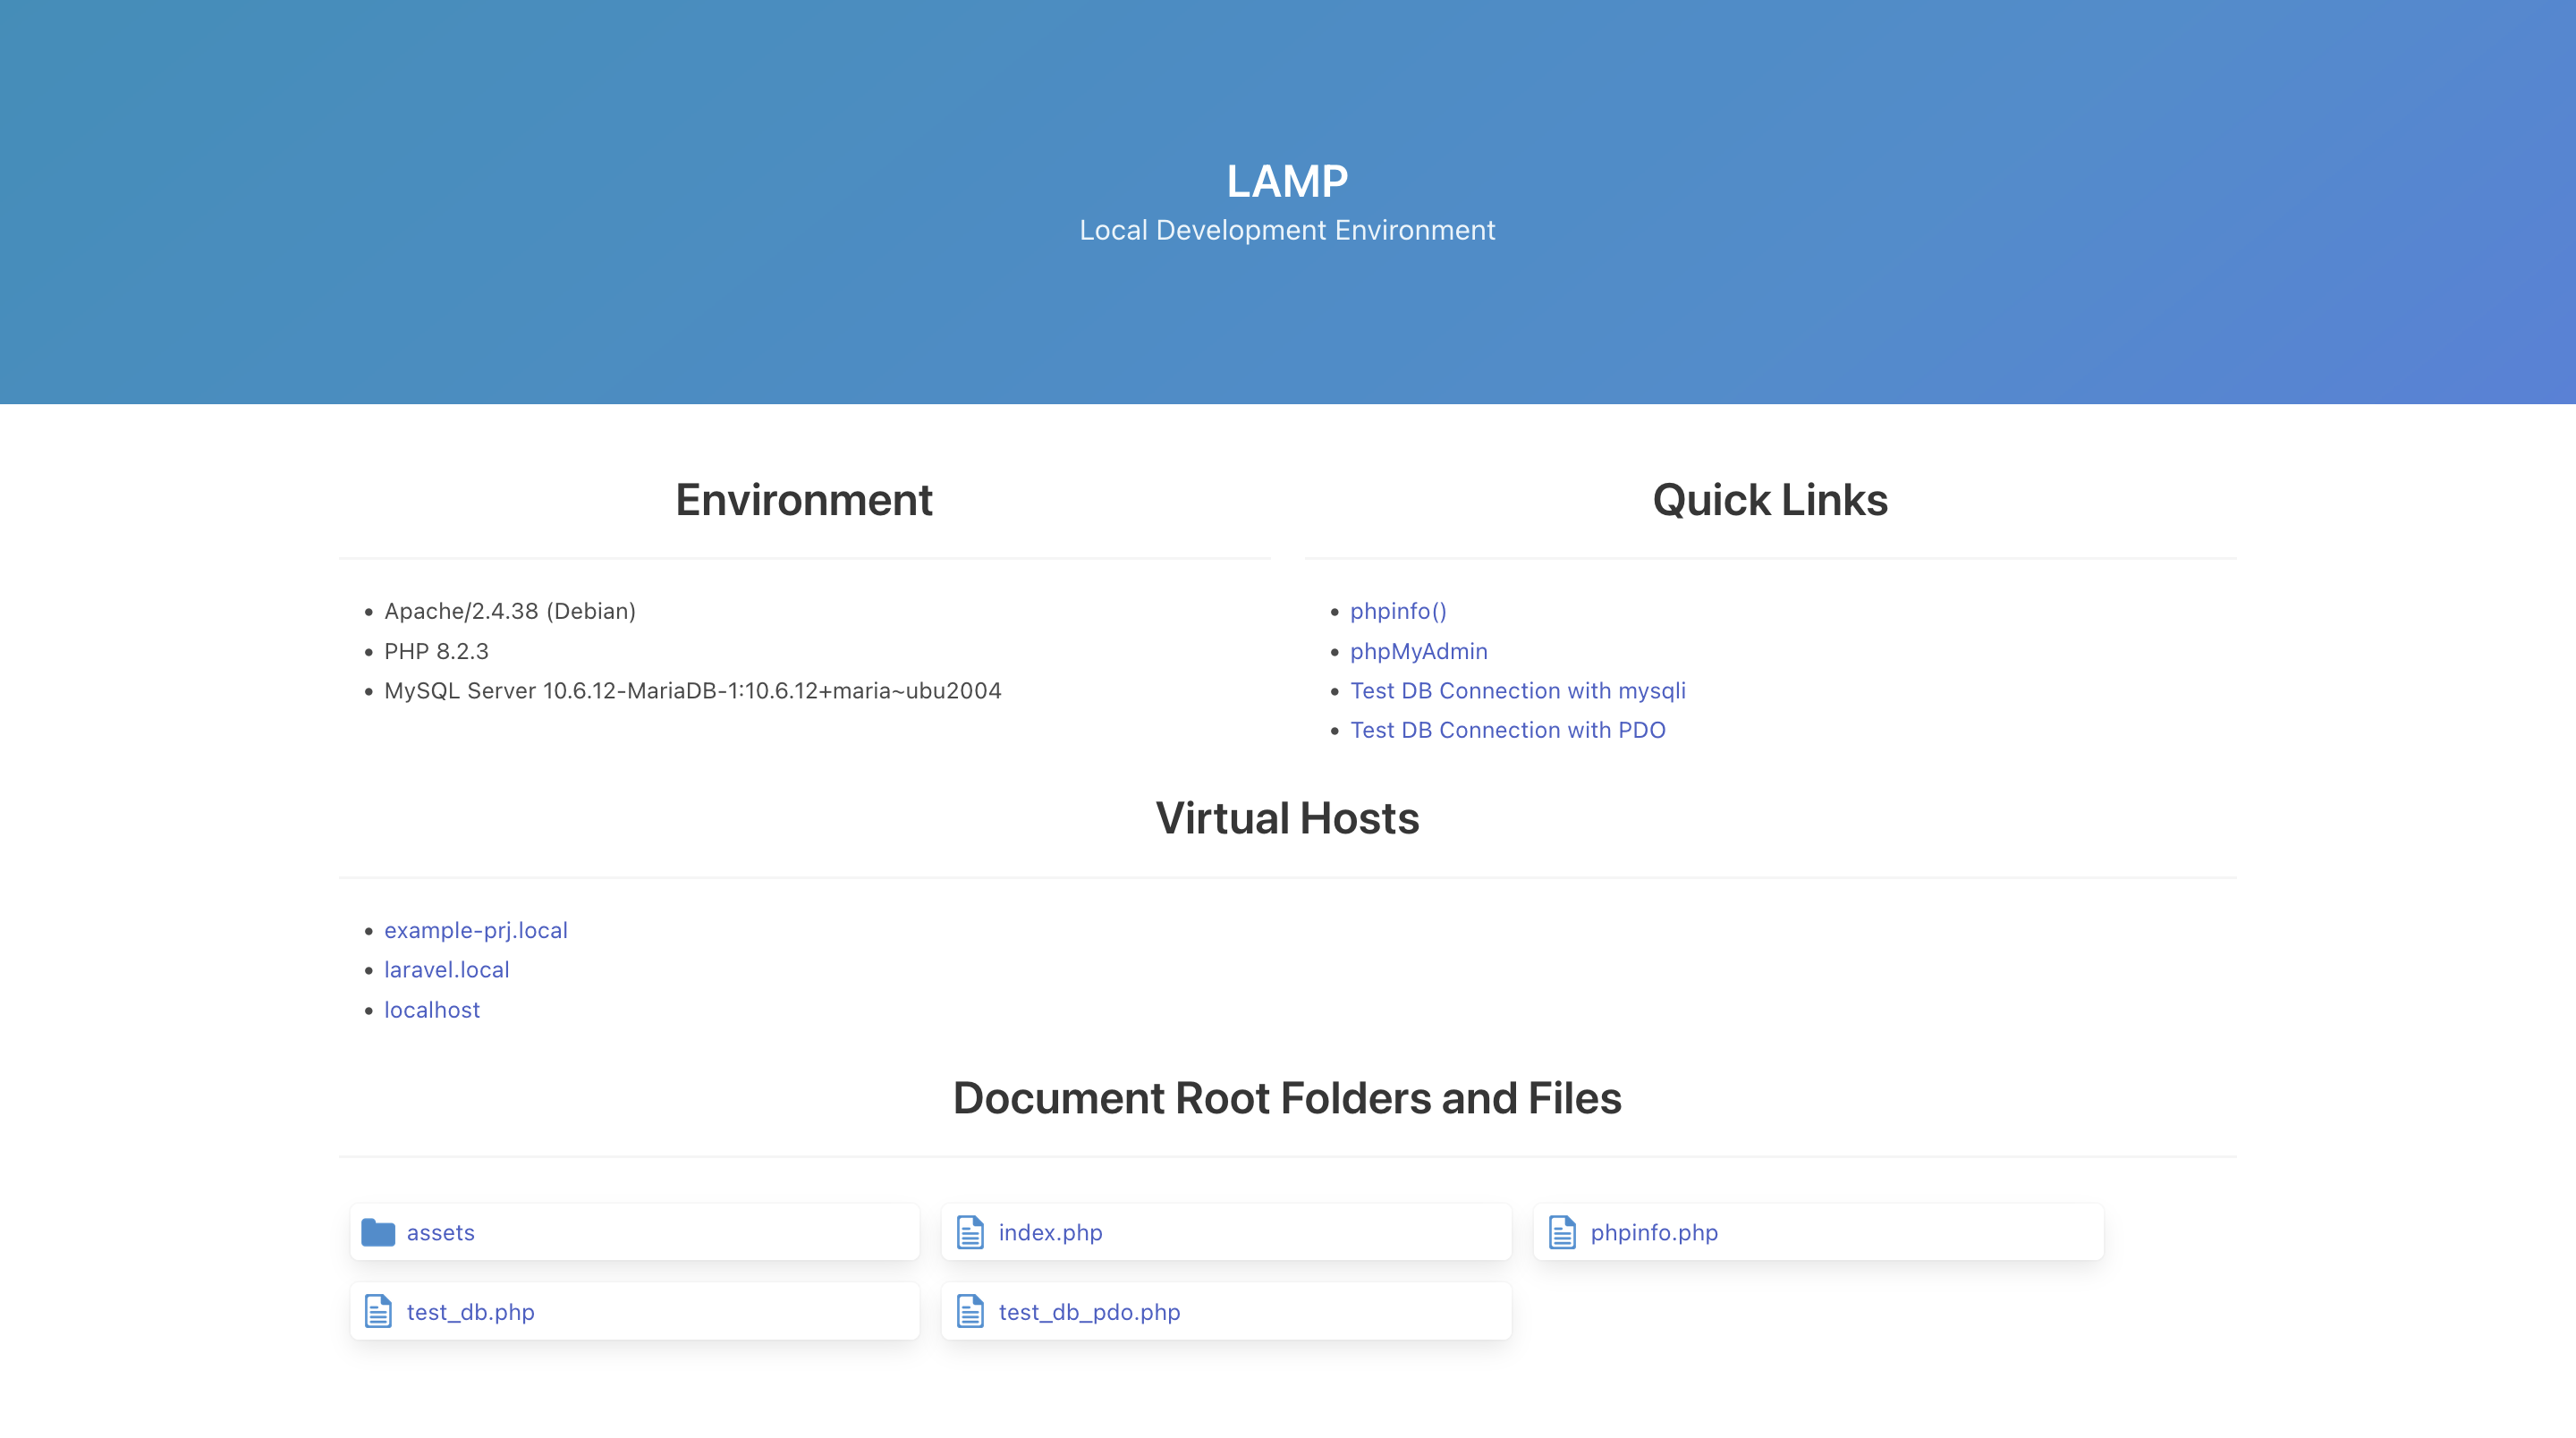 LAMP
Local Development Environment
Environment
Apache/2.4.38 (Debian)
PHP 8.2.3
MySQL Server 10.6.12-MariaDB-1:10.6.12+maria~ubu2004
Quick Links
phpinfo()
phpMyAdmin
Test DB Connection with mysqli
Test DB Connection with PDO
Virtual Hosts
example-prj.local
laravel.local
localhost
Document Root Folders and Files
assets
index.php
phpinfo.php
test_db.php
test_db_pdo.php